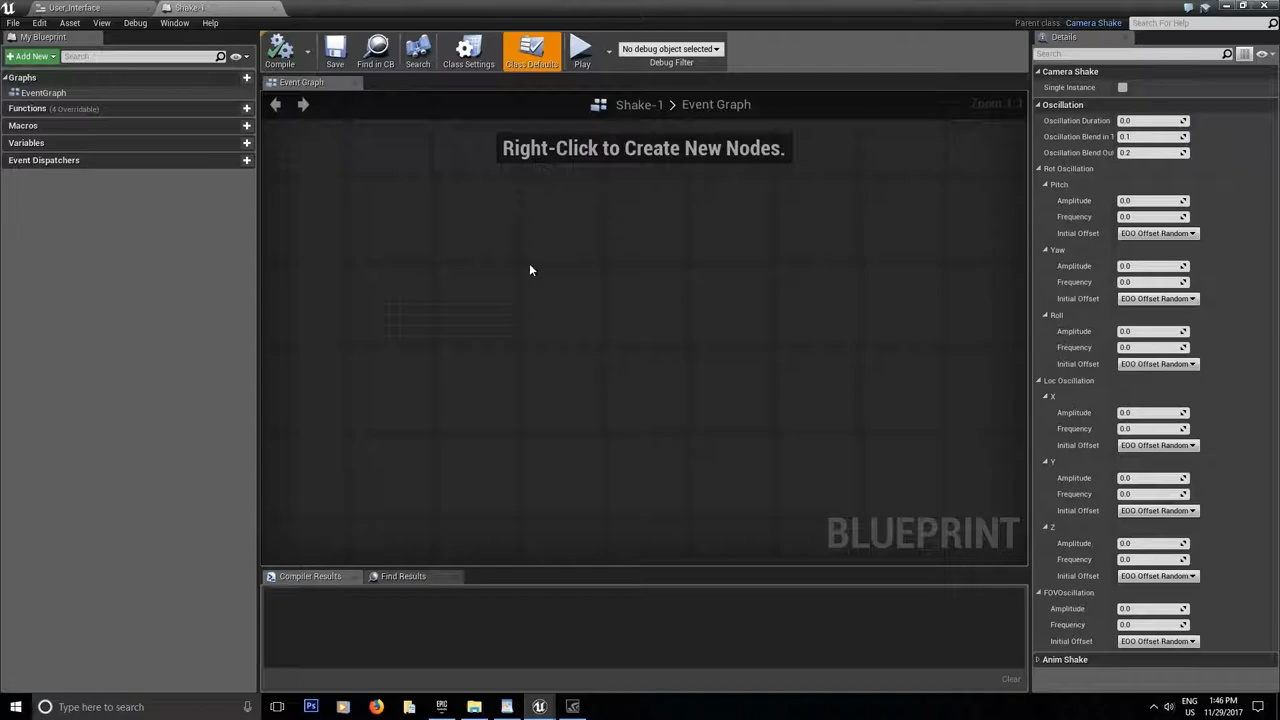 User_Interface
Shake-1
File Edit Asset View Debug Window Help
Parent class: Camera Shake
Search For Help
My Blueprint
Details
Add New
Search
Compile
Save
Find in CB
Search
Class Settings
Class Defaults
Play
No debug object selected
Debug Filter
Search
Graphs
EventGraph
Functions (4 Overridable)
Macros
Variables
Event Dispatchers
Event Graph
Shake-1 > Event Graph
Zoom 1:1
Right-Click to Create New Nodes.
BLUEPRINT
Compiler Results
Find Results
Clear
Camera Shake
Single Instance
Oscillation
Oscillation Duration 0.0
Oscillation Blend in T 0.1
Oscillation Blend Out 0.2
Rot Oscillation
Pitch
Amplitude 0.0
Frequency 0.0
Initial Offset EOO Offset Random
Yaw
Amplitude 0.0
Frequency 0.0
Initial Offset EOO Offset Random
Roll
Amplitude 0.0
Frequency 0.0
Initial Offset EOO Offset Random
Loc Oscillation
X
Amplitude 0.0
Frequency 0.0
Initial Offset EOO Offset Random
Y
Amplitude 0.0
Frequency 0.0
Initial Offset EOO Offset Random
Z
Amplitude 0.0
Frequency 0.0
Initial Offset EOO Offset Random
FOVOscillation
Amplitude 0.0
Frequency 0.0
Initial Offset EOO Offset Random
Anim Shake
Type here to search
Ps
EPIC
ENG
US
1:46 PM
11/29/2017